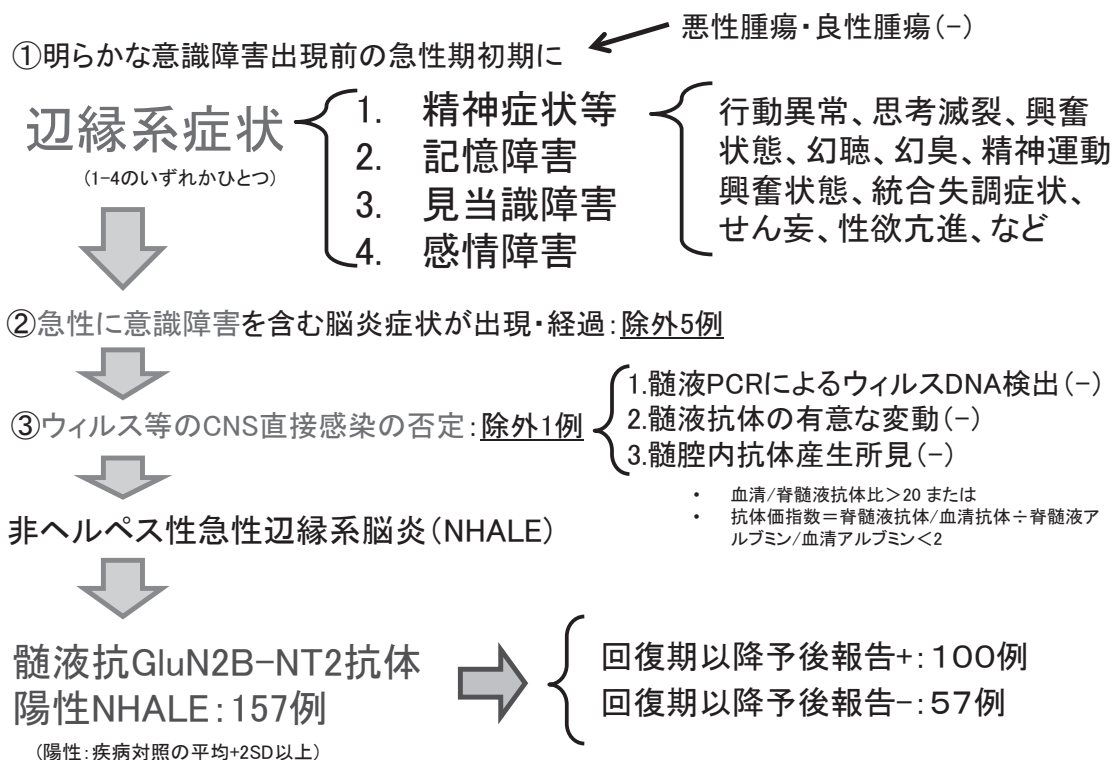 悪性腫瘍・良性腫瘍(-)
①明らかな意識障害出現前の急性期初期に
辺縁系症状
(1-4のいずれかひとつ)
1. 精神症状等
2. 記憶障害
3. 見当識障害
4. 感情障害
行動異常、思考滅裂、興奮
状態、幻聴、幻臭、精神運動
興奮状態、統合失調症状、
せん妄、性欲亢進、など
②急性に意識障害を含む脳炎症状が出現・経過:除外5例
③ウィルス等のCNS直接感染の否定:除外1例
1.髄液PCRによるウィルスDNA検出(-)
2.髄液抗体の有意な変動(-)
3.髄腔内抗体産生所見(-)
• 血清/脊髄液抗体比>20 または
• 抗体価指数=脊髄液抗体/血清抗体÷脊髄液ア
ルブミン/血清アルブミン<2
非ヘルペス性急性辺縁系脳炎(NHALE)
髄液抗GluN2B-NT2抗体
陽性NHALE:157例
(陽性:疾病対照の平均+2SD以上)
回復期以降予後報告+:100例
回復期以降予後報告-:57例